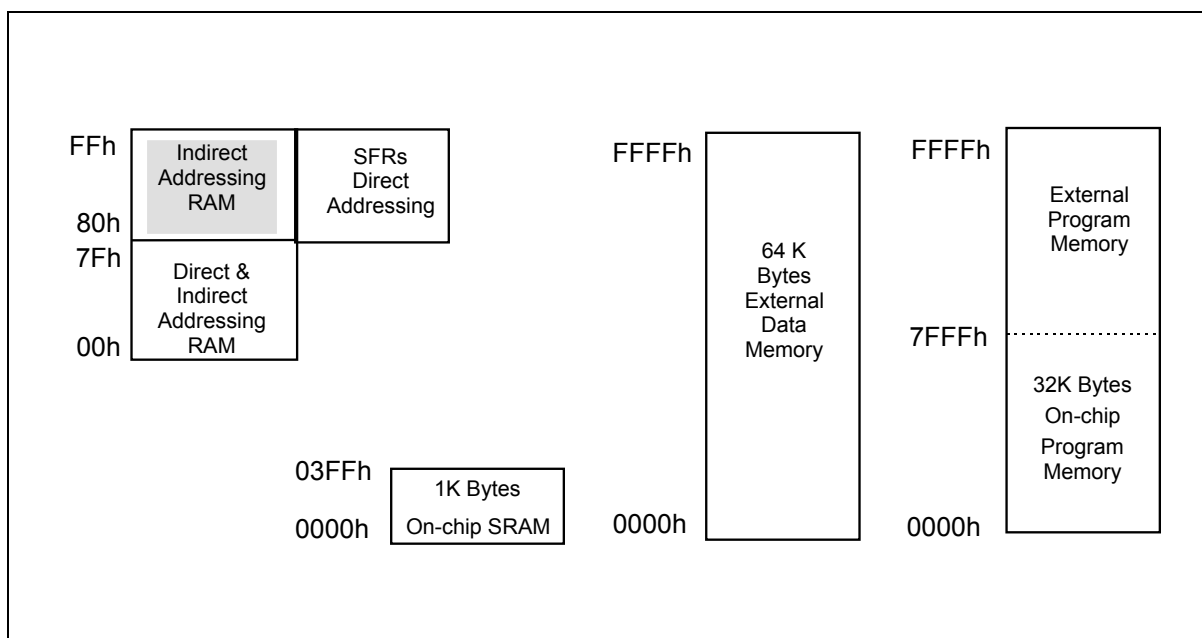 FFh
Indirect
Addressing
RAM
80h
SFRs
Direct
Addressing
7Fh
Direct &
Indirect
Addressing
RAM
00h
03FFh
1K Bytes
On-chip SRAM
0000h
FFFFh
64 K
Bytes
External
Data
Memory
0000h
FFFFh
External
Program
Memory
7FFFh
32K Bytes
On-chip
Program
Memory
0000h